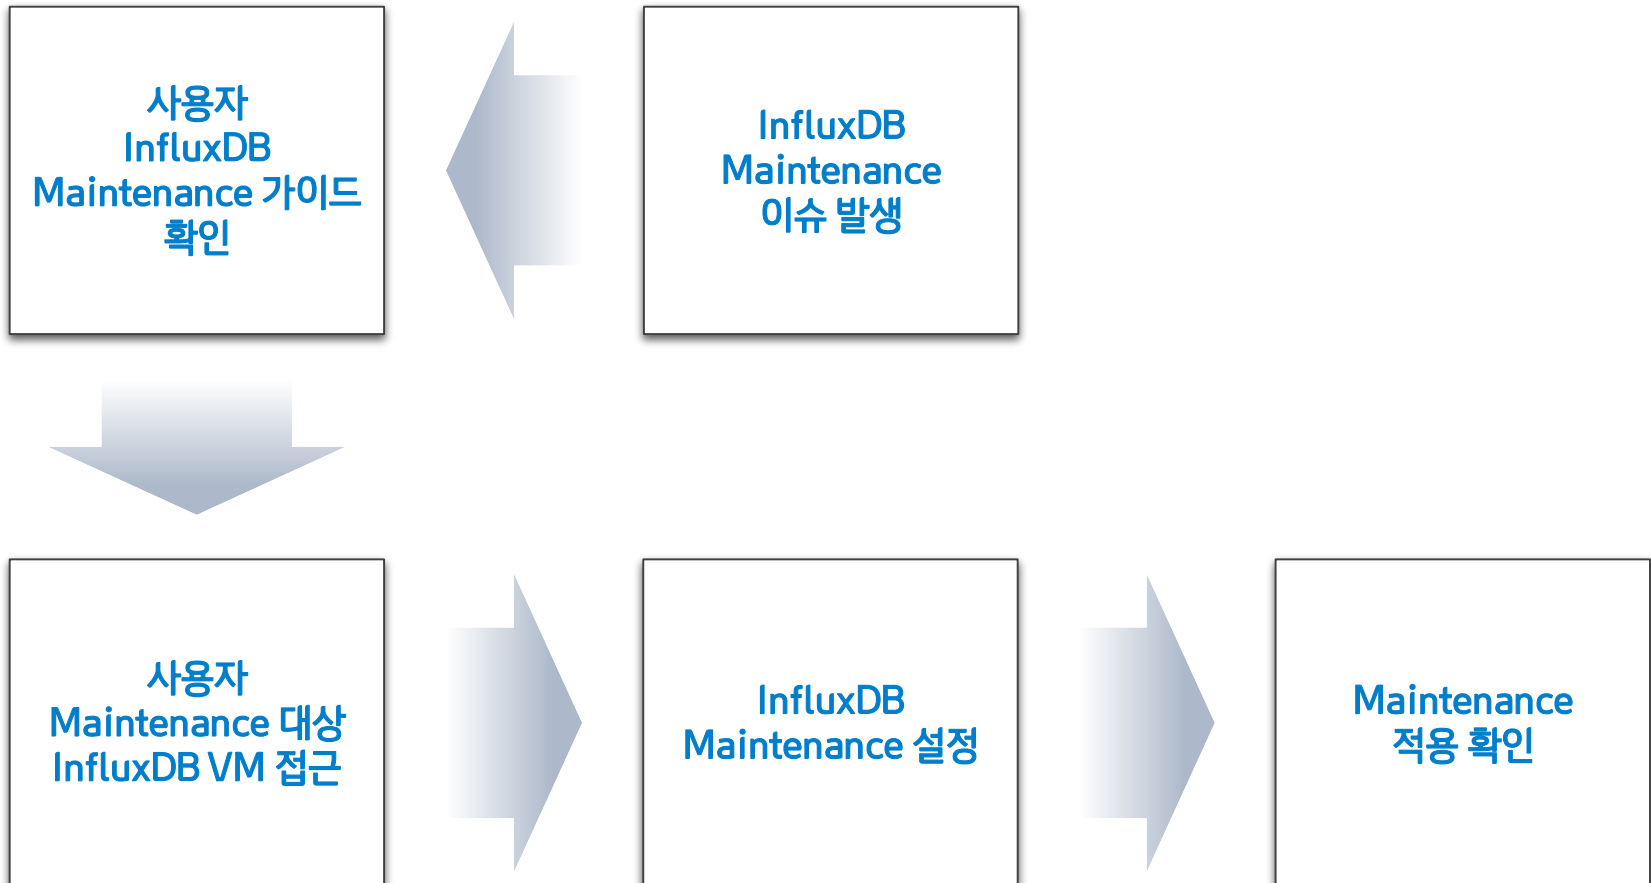 사용자
InfluxDB
Maintenance 가이드
확인
InfluxDB
Maintenance
이슈 발생
사용자
Maintenance 대상
InfluxDB VM 접근
InfluxDB
Maintenance 설정
Maintenance
적용 확인